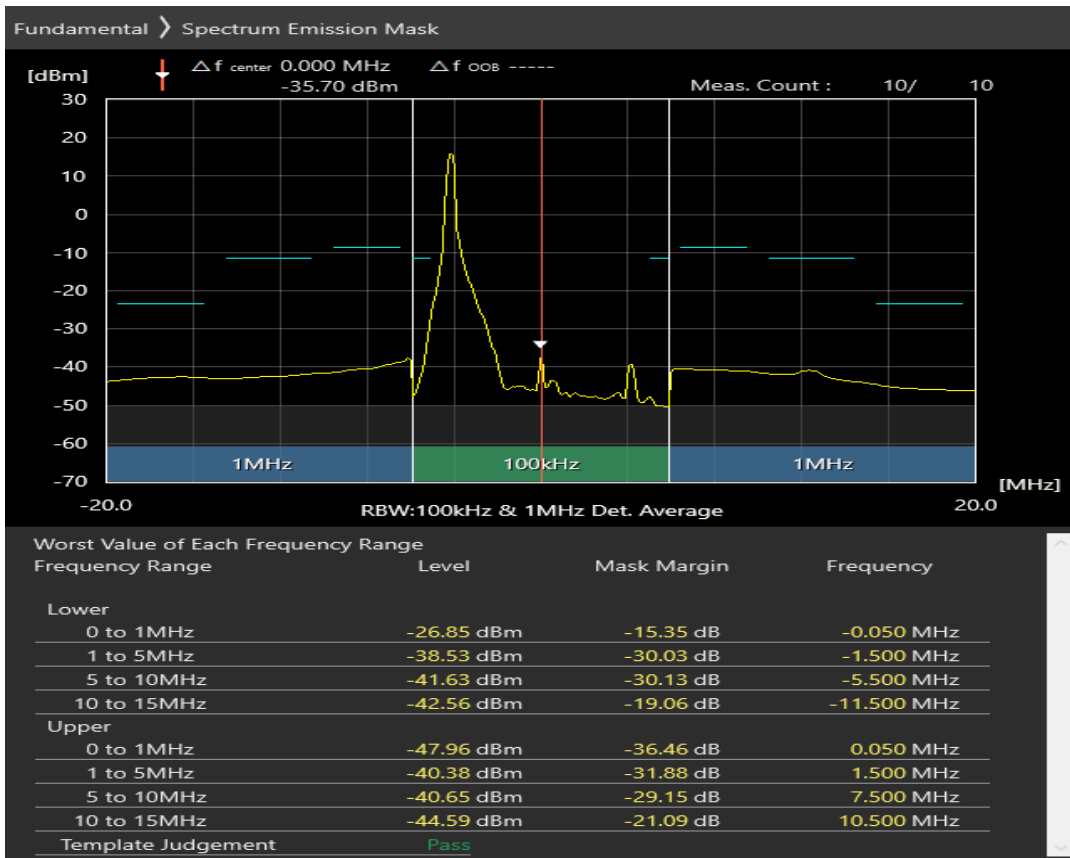 Fundamental ❯ Spectrum Emission Mask
[dBm] △f center 0.000 MHz △f OOB -----
-35.70 dBm Meas. Count : 10/ 10
30
20
10
0
-10
-20
-30
-40
-50
-60
1MHz 100kHz 1MHz
-70
[MHz]
-20.0 RBW:100kHz & 1MHz Det. Average 20.0
Worst Value of Each Frequency Range
Frequency Range Level Mask Margin Frequency
Lower
0 to 1MHz -26.85 dBm -15.35 dB -0.050 MHz
1 to 5MHz -38.53 dBm -30.03 dB -1.500 MHz
5 to 10MHz -41.63 dBm -30.13 dB -5.500 MHz
10 to 15MHz -42.56 dBm -19.06 dB -11.500 MHz
Upper
0 to 1MHz -47.96 dBm -36.46 dB 0.050 MHz
1 to 5MHz -40.38 dBm -31.88 dB 1.500 MHz
5 to 10MHz -40.65 dBm -29.15 dB 7.500 MHz
10 to 15MHz -44.59 dBm -21.09 dB 10.500 MHz
Template Judgement Pass